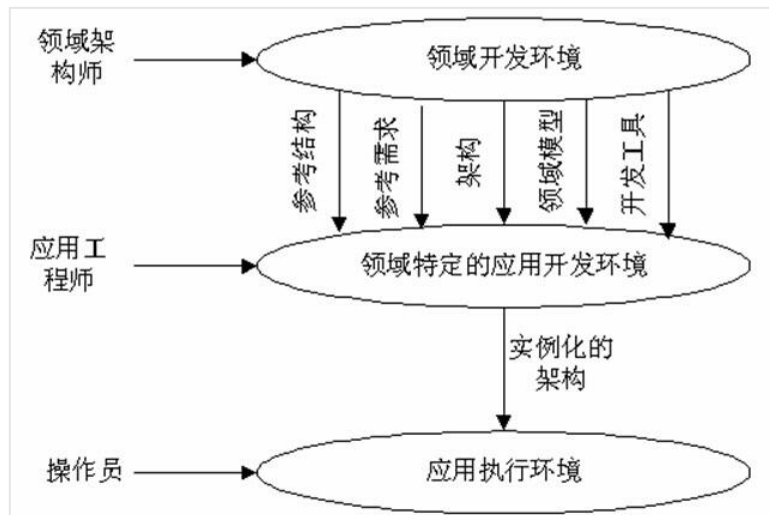 领域架
构师
领域开发环境
参考结构
参考需求
架构
领域模型
开发工具
应用工
程师
领域特定的应用开发环境
实例化的
架构
操作员
应用执行环境